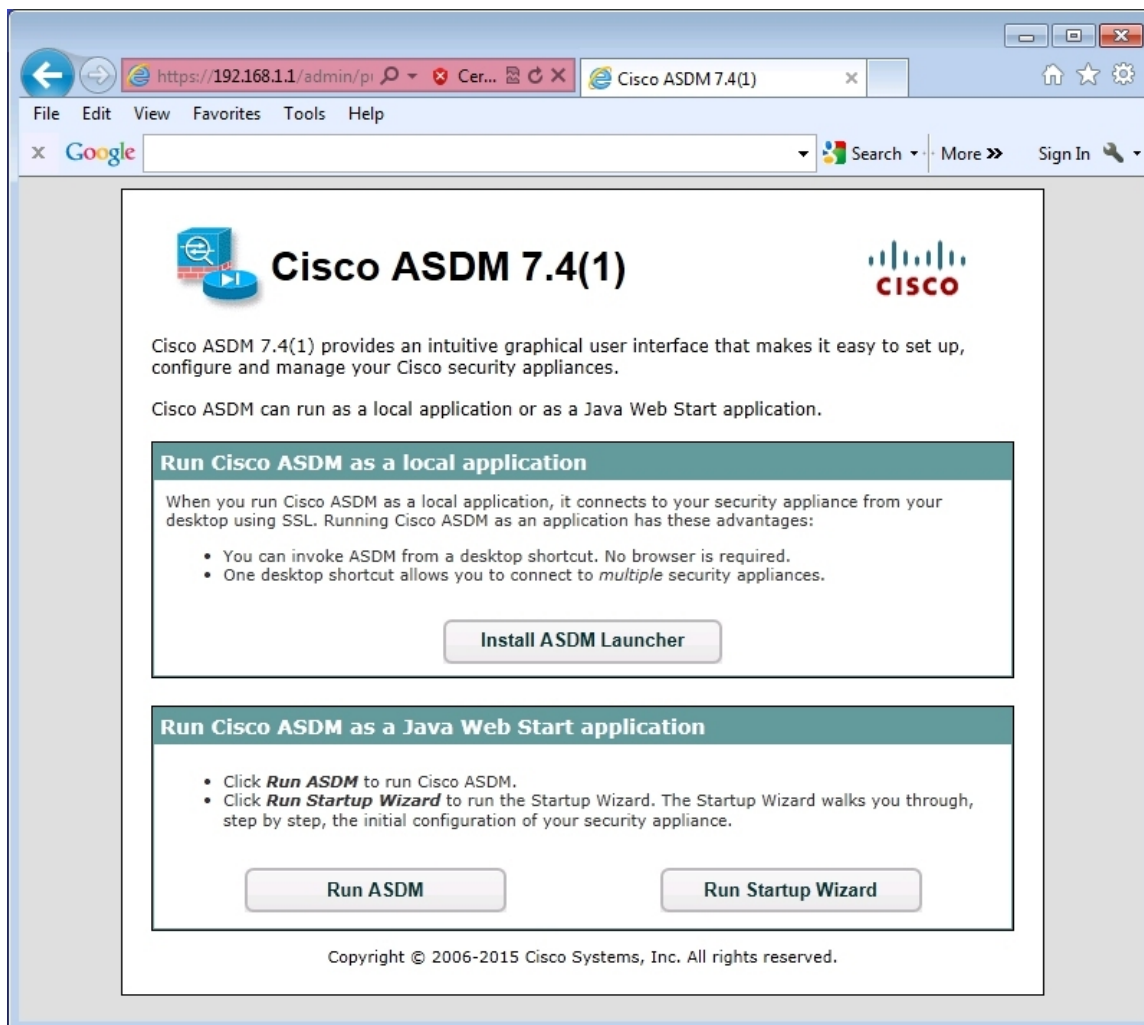 https://192.168.1.1/admin/pu Cer... Cisco ASDM 7.4(1)
File Edit View Favorites Tools Help
x Google Search More » Sign In
Cisco ASDM 7.4(1)
CISCO
Cisco ASDM 7.4(1) provides an intuitive graphical user interface that makes it easy to set up,
configure and manage your Cisco security appliances.
Cisco ASDM can run as a local application or as a Java Web Start application.
Run Cisco ASDM as a local application
When you run Cisco ASDM as a local application, it connects to your security appliance from your
desktop using SSL. Running Cisco ASDM as an application has these advantages:
• You can invoke ASDM from a desktop shortcut. No browser is required.
• One desktop shortcut allows you to connect to multiple security appliances.
Install ASDM Launcher
Run Cisco ASDM as a Java Web Start application
• Click Run ASDM to run Cisco ASDM.
• Click Run Startup Wizard to run the Startup Wizard. The Startup Wizard walks you through,
step by step, the initial configuration of your security appliance.
Run ASDM Run Startup Wizard
Copyright © 2006-2015 Cisco Systems, Inc. All rights reserved.